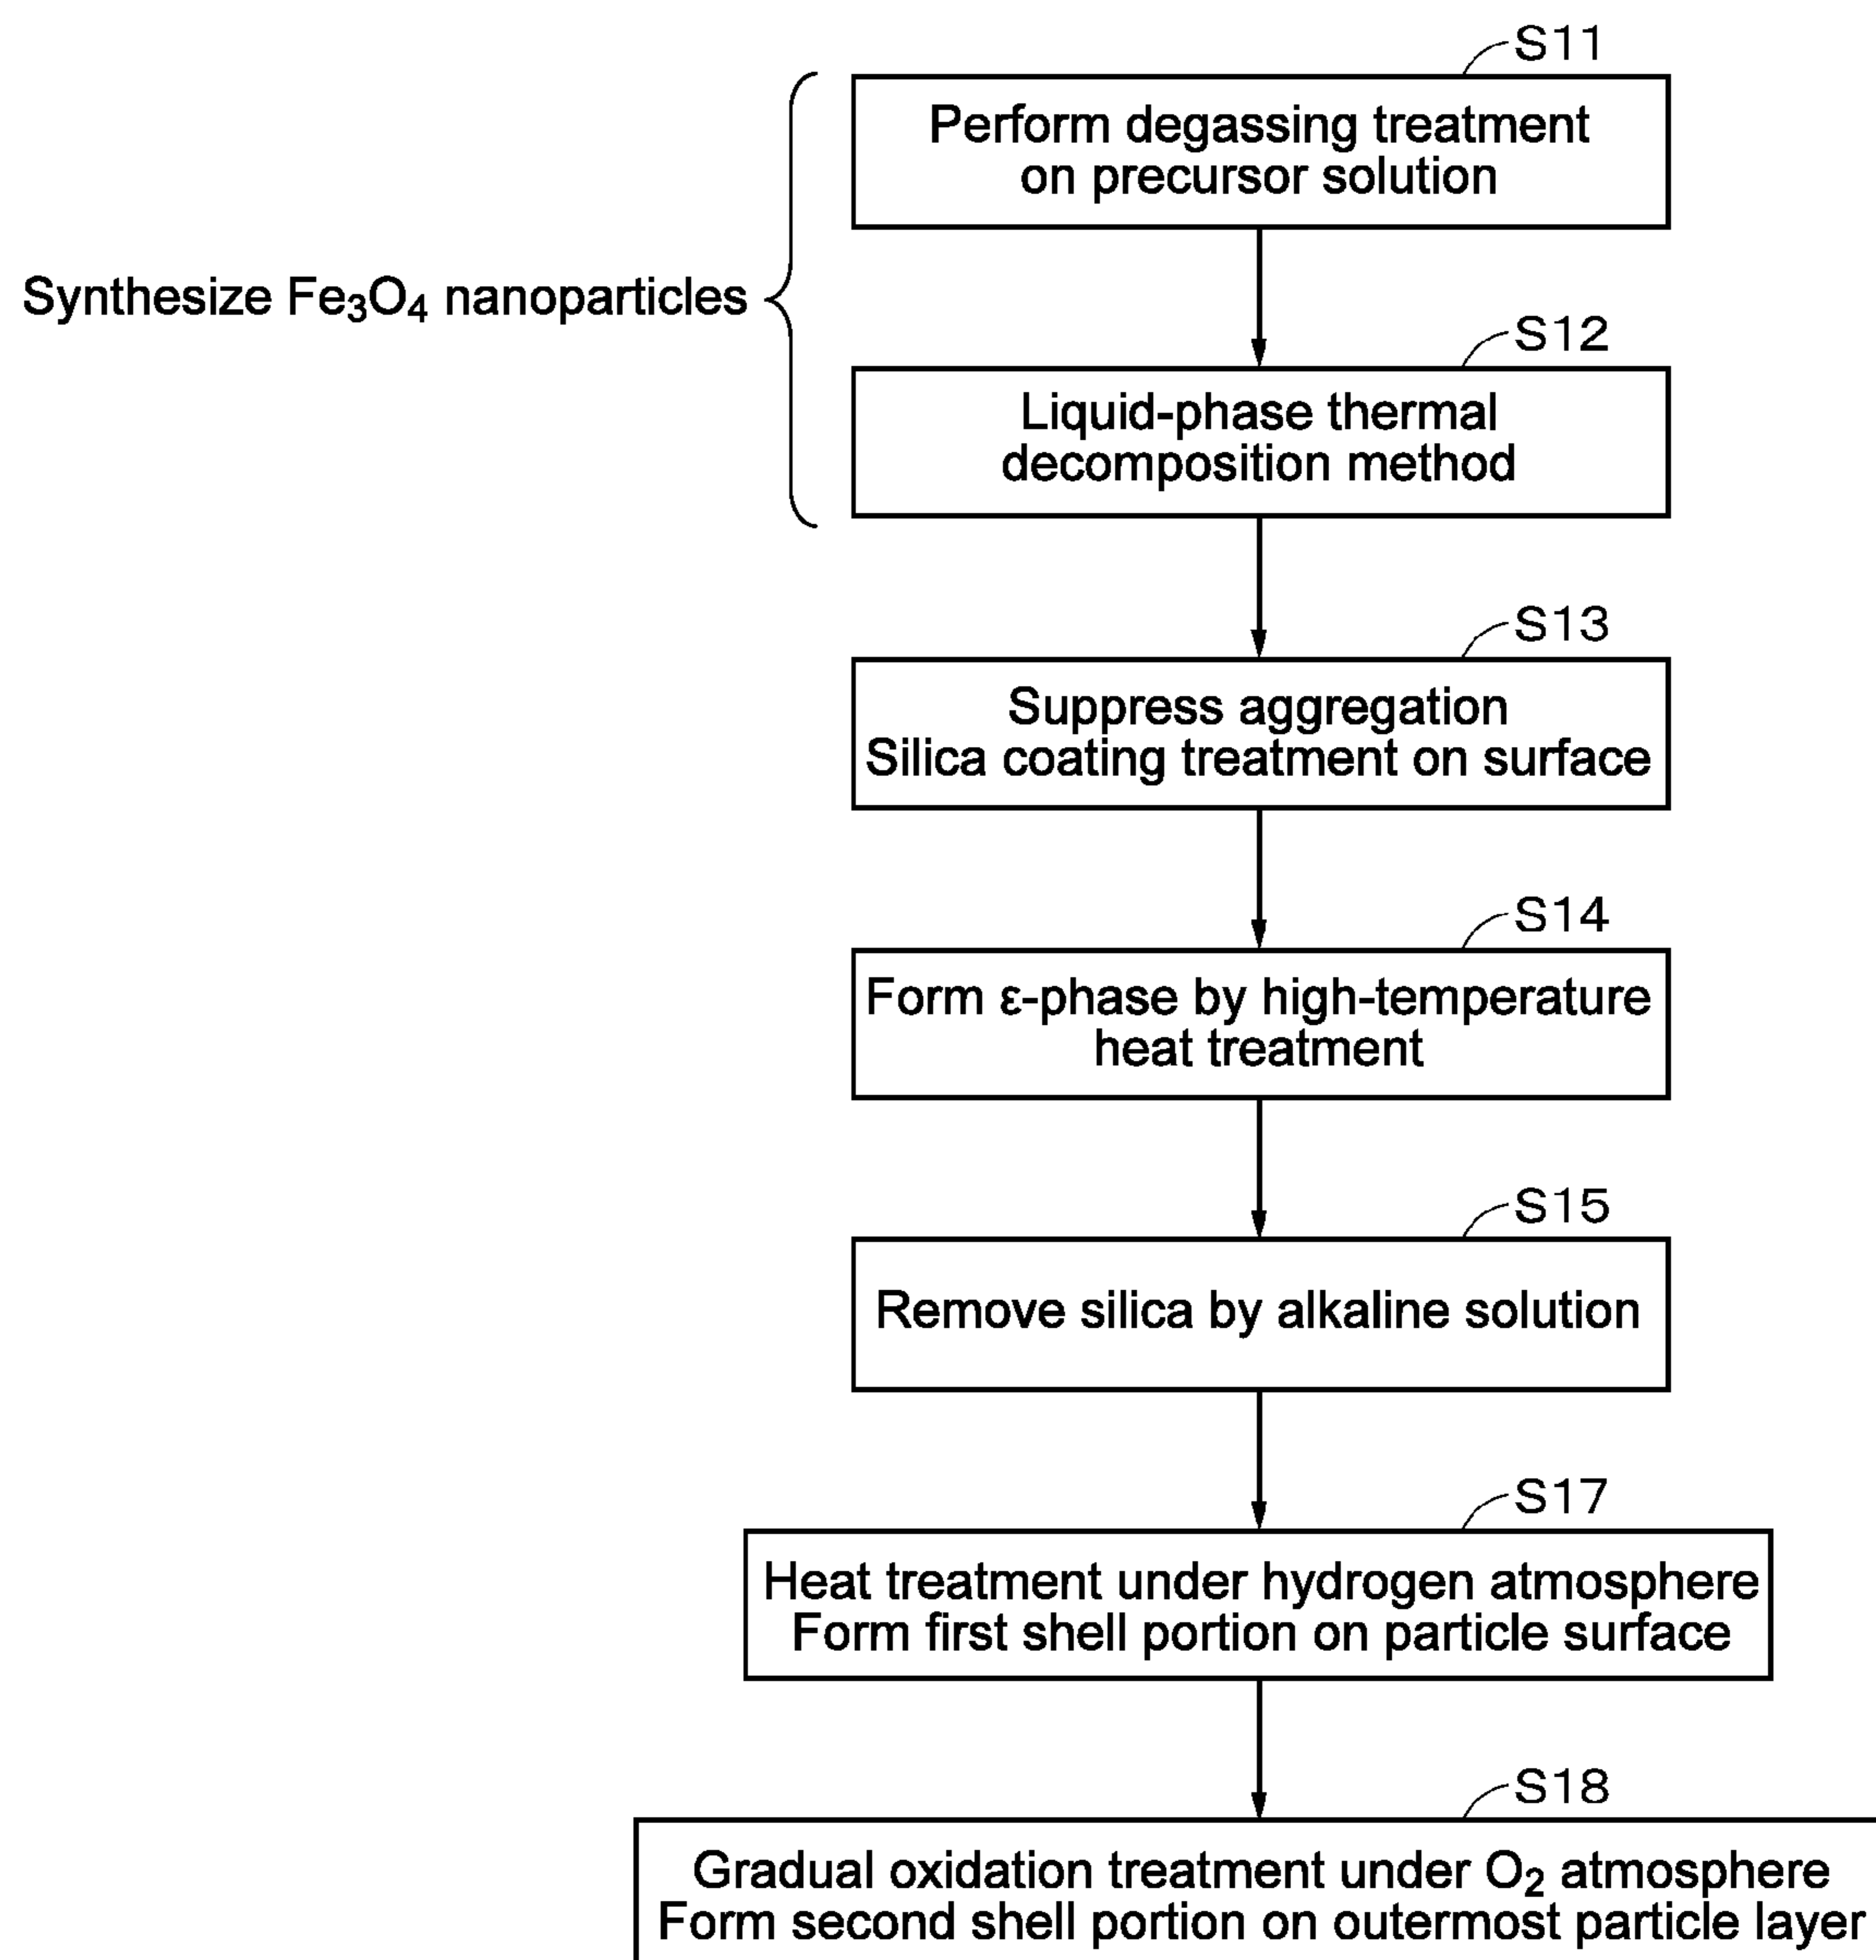 S11
Perform degassing treatment
on precursor solution
Synthesize Fe₃O₄ nanoparticles
S12
Liquid-phase thermal
decomposition method
S13
Suppress aggregation
Silica coating treatment on surface
S14
Form ε-phase by high-temperature
heat treatment
S15
Remove silica by alkaline solution
S17
Heat treatment under hydrogen atmosphere
Form first shell portion on particle surface
S18
Gradual oxidation treatment under O₂ atmosphere
Form second shell portion on outermost particle layer